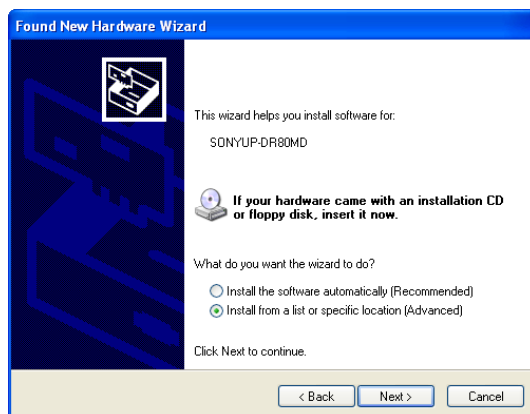 Found New Hardware Wizard
This wizard helps you install software for:
SONYUP-DR80MD
If your hardware came with an installation CD
or floppy disk, insert it now.
What do you want the wizard to do?
Install the software automatically (Recommended)
Install from a list or specific location (Advanced)
Click Next to continue.
< Back
Next >
Cancel